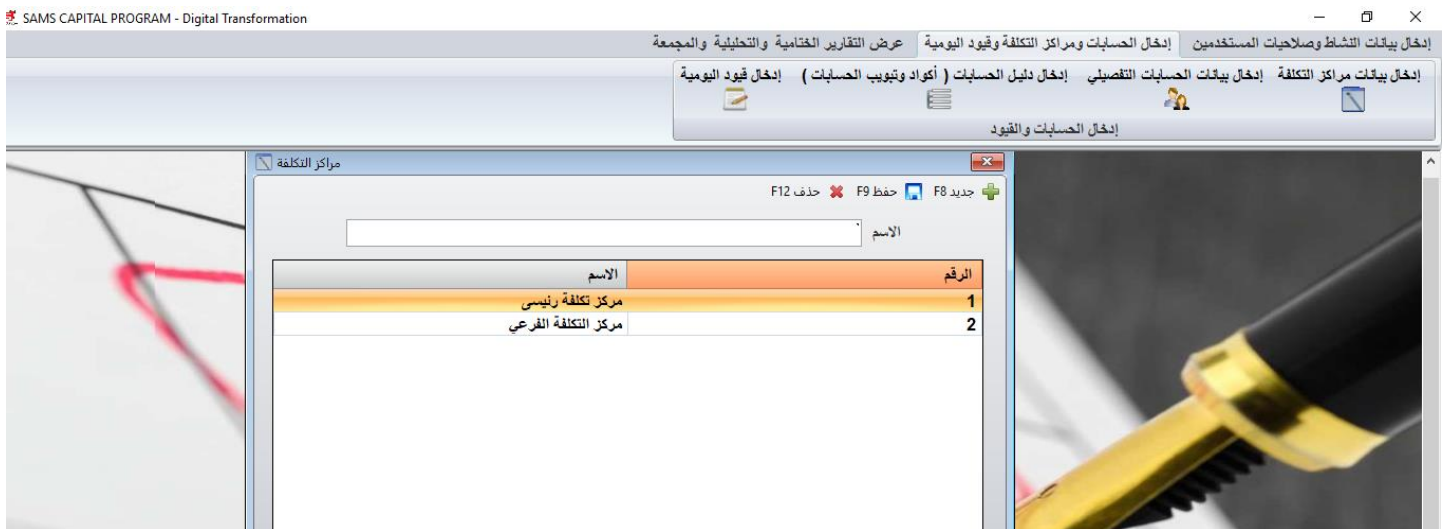 SAMS CAPITAL PROGRAM - Digital Transformation
إدخال بيانات النشاط وصلاحيات المستخدمين إدخال الحسابات ومراكز التكلفة وقيود اليومية عرض التقارير الختامية والتحليلية والمجمعة
إدخال بيانات مراكز التكلفة إدخال بيانات الحسابات التفصيلي إدخال دليل الحسابات ( أكواد وتبويب الحسابات ) إدخال قيود اليومية
إدخال الحسابات والقيود
مراكز التكلفة
جديد F8 حفظ F9 حذف F12
الاسم
الرقم الاسم
1 مركز تكلفة رئيسى
2 مركز التكلفة الفرعي